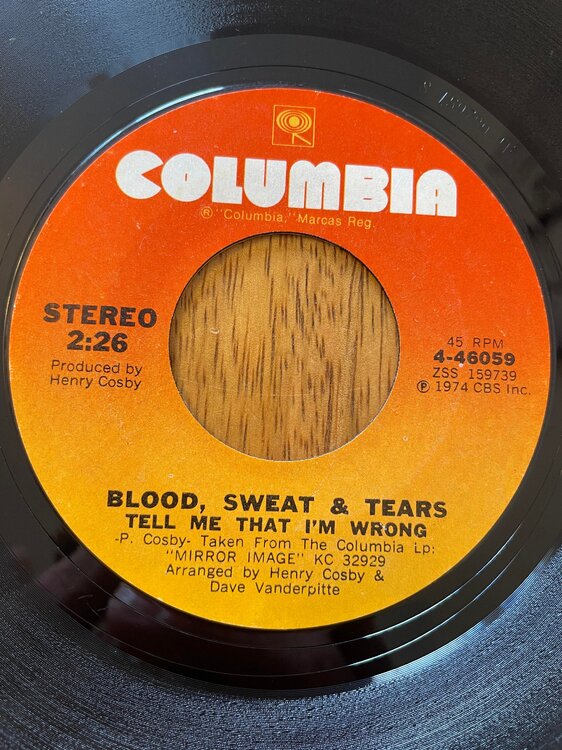 COLUMBIA
® "Columbia," Marcas Reg.
STEREO
2:26
Produced by
Henry Cosby
45 RPM
4-46059
ZSS 159739
℗ 1974 CBS Inc.
BLOOD, SWEAT & TEARS
TELL ME THAT I'M WRONG
-P. Cosby- Taken From The Columbia Lp:
"MIRROR IMAGE" KC 32929
Arranged by Henry Cosby &
Dave Vanderpitte